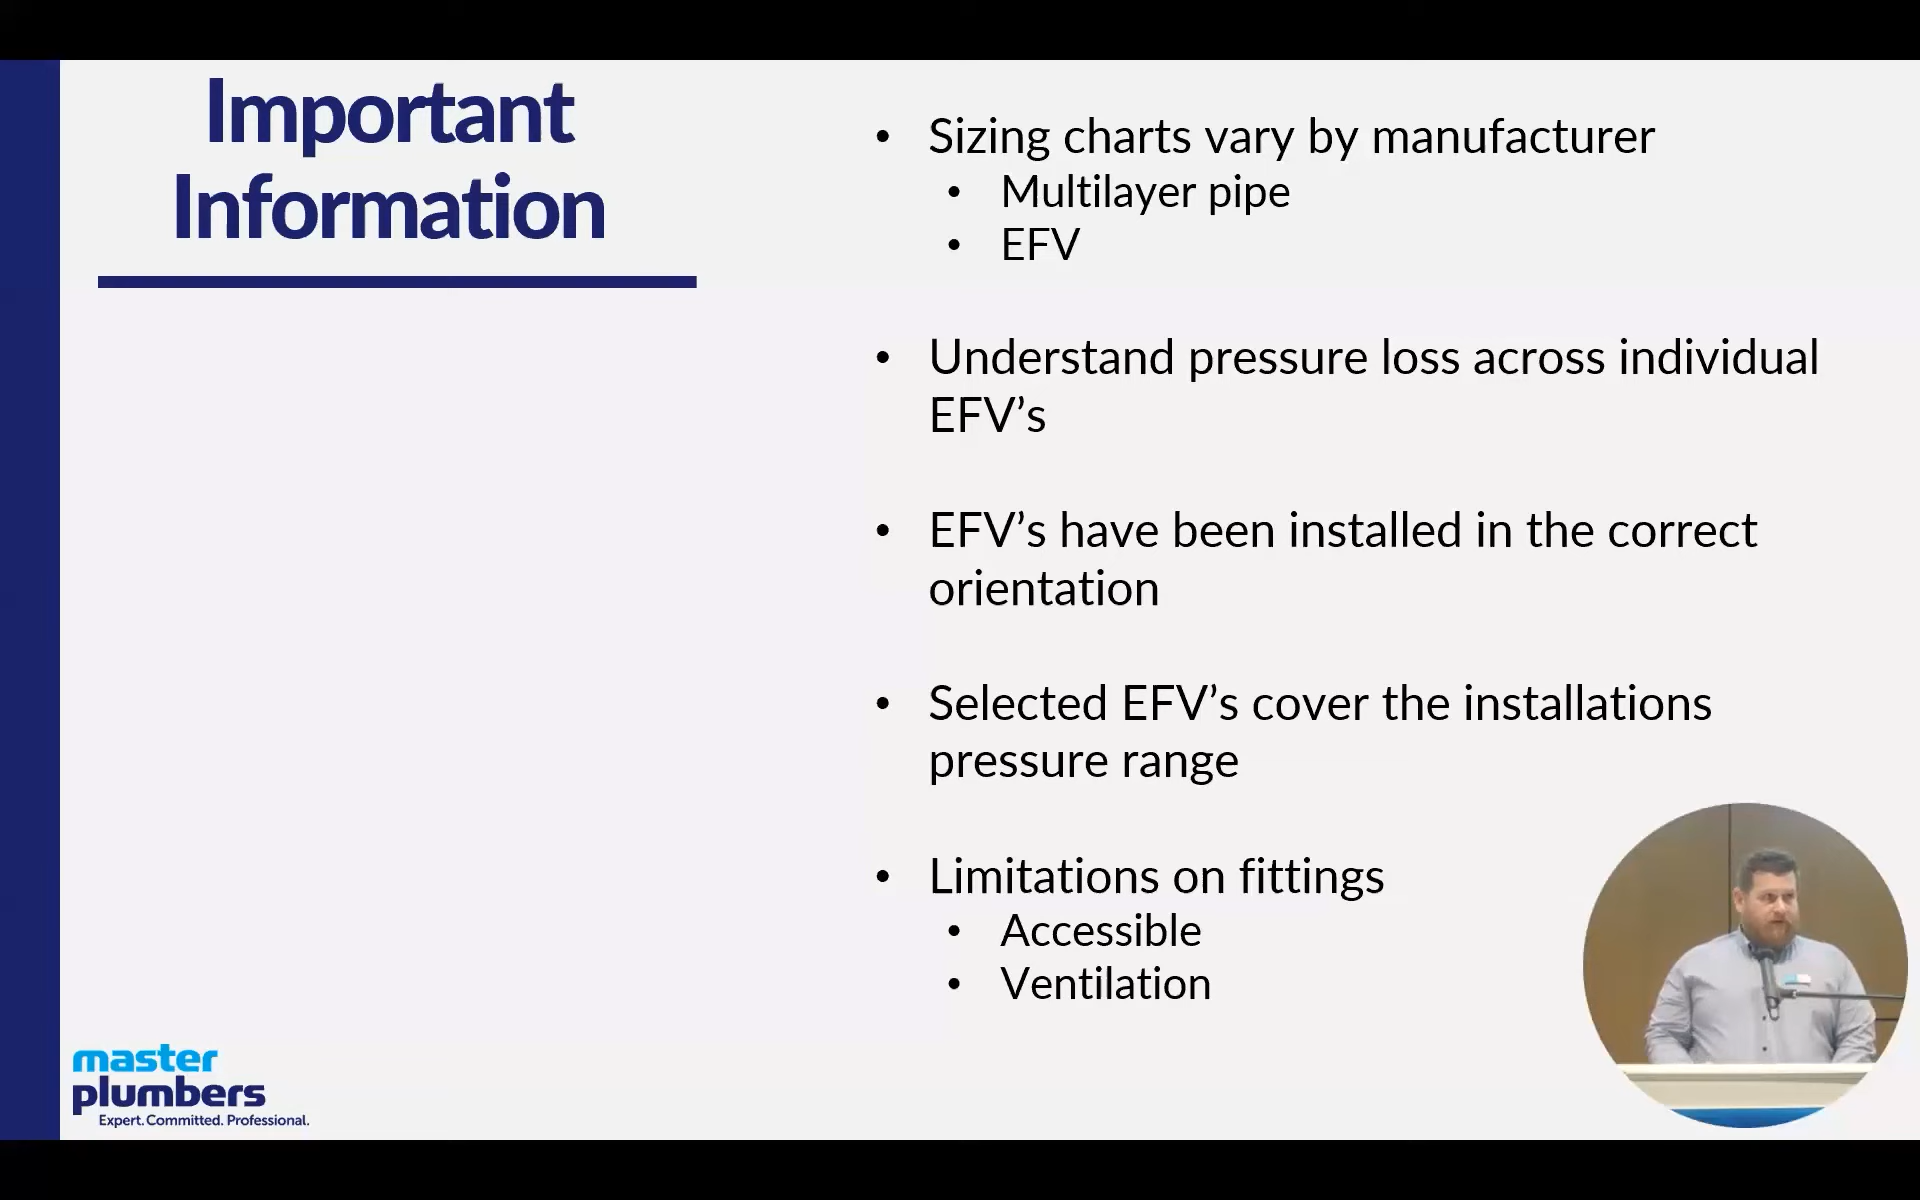 Important
Information
• Sizing charts vary by manufacturer
• Multilayer pipe
• EFV
• Understand pressure loss across individual
EFV’s
• EFV’s have been installed in the correct
orientation
• Selected EFV’s cover the installations
pressure range
• Limitations on fittings
• Accessible
• Ventilation
master
plumbers
Expert. Committed. Professional.